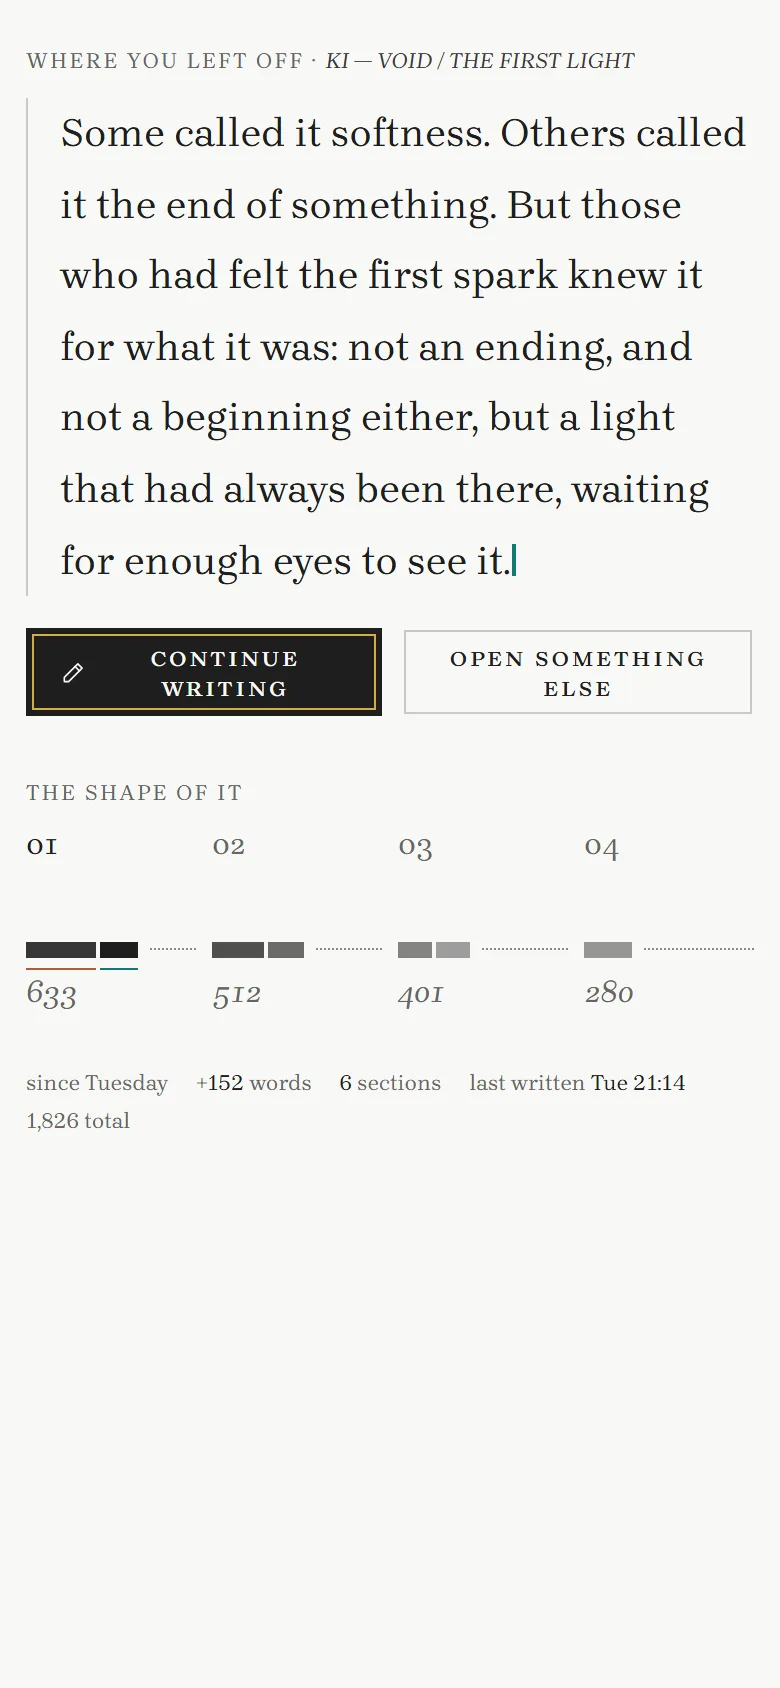 WHERE YOU LEFT OFF · KI — VOID / THE FIRST LIGHT
Some called it softness. Others called
it the end of something. But those
who had felt the first spark knew it
for what it was: not an ending, and
not a beginning either, but a light
that had always been there, waiting
for enough eyes to see it.
CONTINUE
WRITING
OPEN SOMETHING
ELSE
THE SHAPE OF IT
01 02 03 04
633 512 401 280
since Tuesday +152 words 6 sections last written Tue 21:14
1,826 total